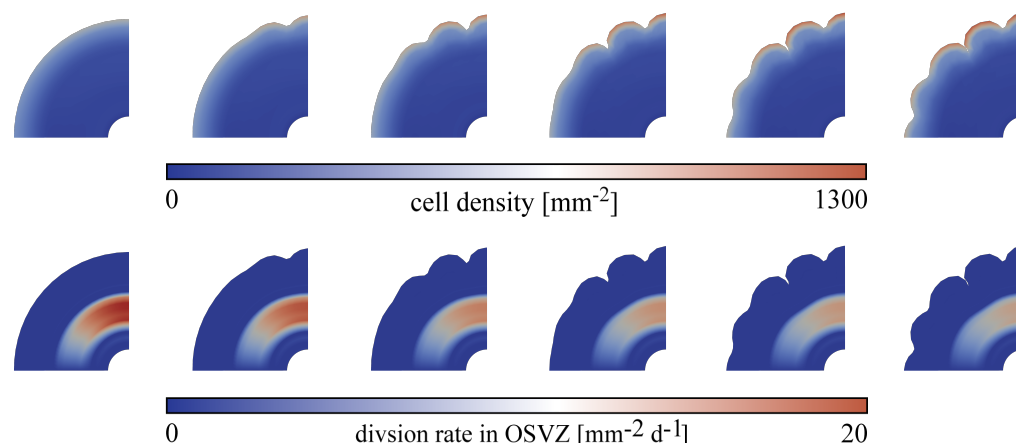 0 cell density [mm⁻²] 1300
0 divsion rate in OSVZ [mm⁻² d⁻¹] 20